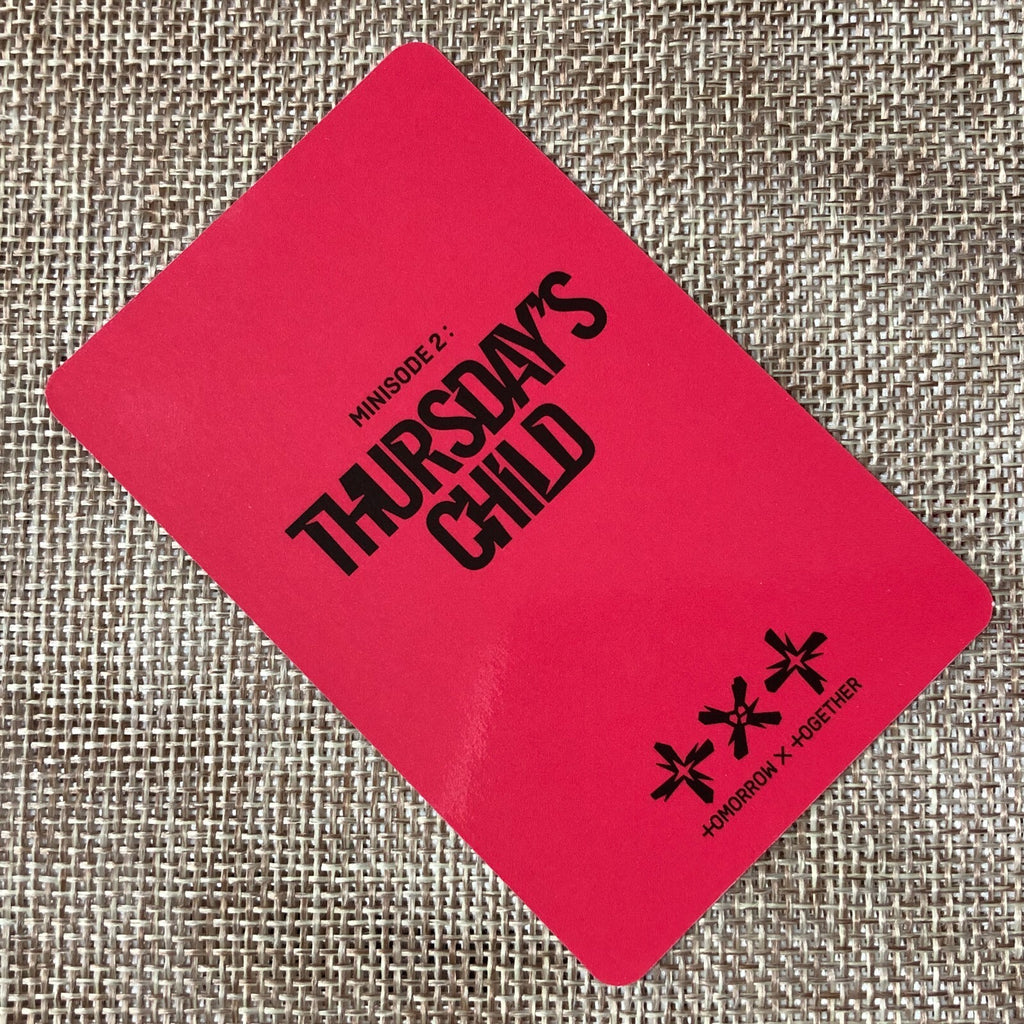 MINISODE 2 :
THURSDAY'S
CHILD
TOMORROW X TOGETHER